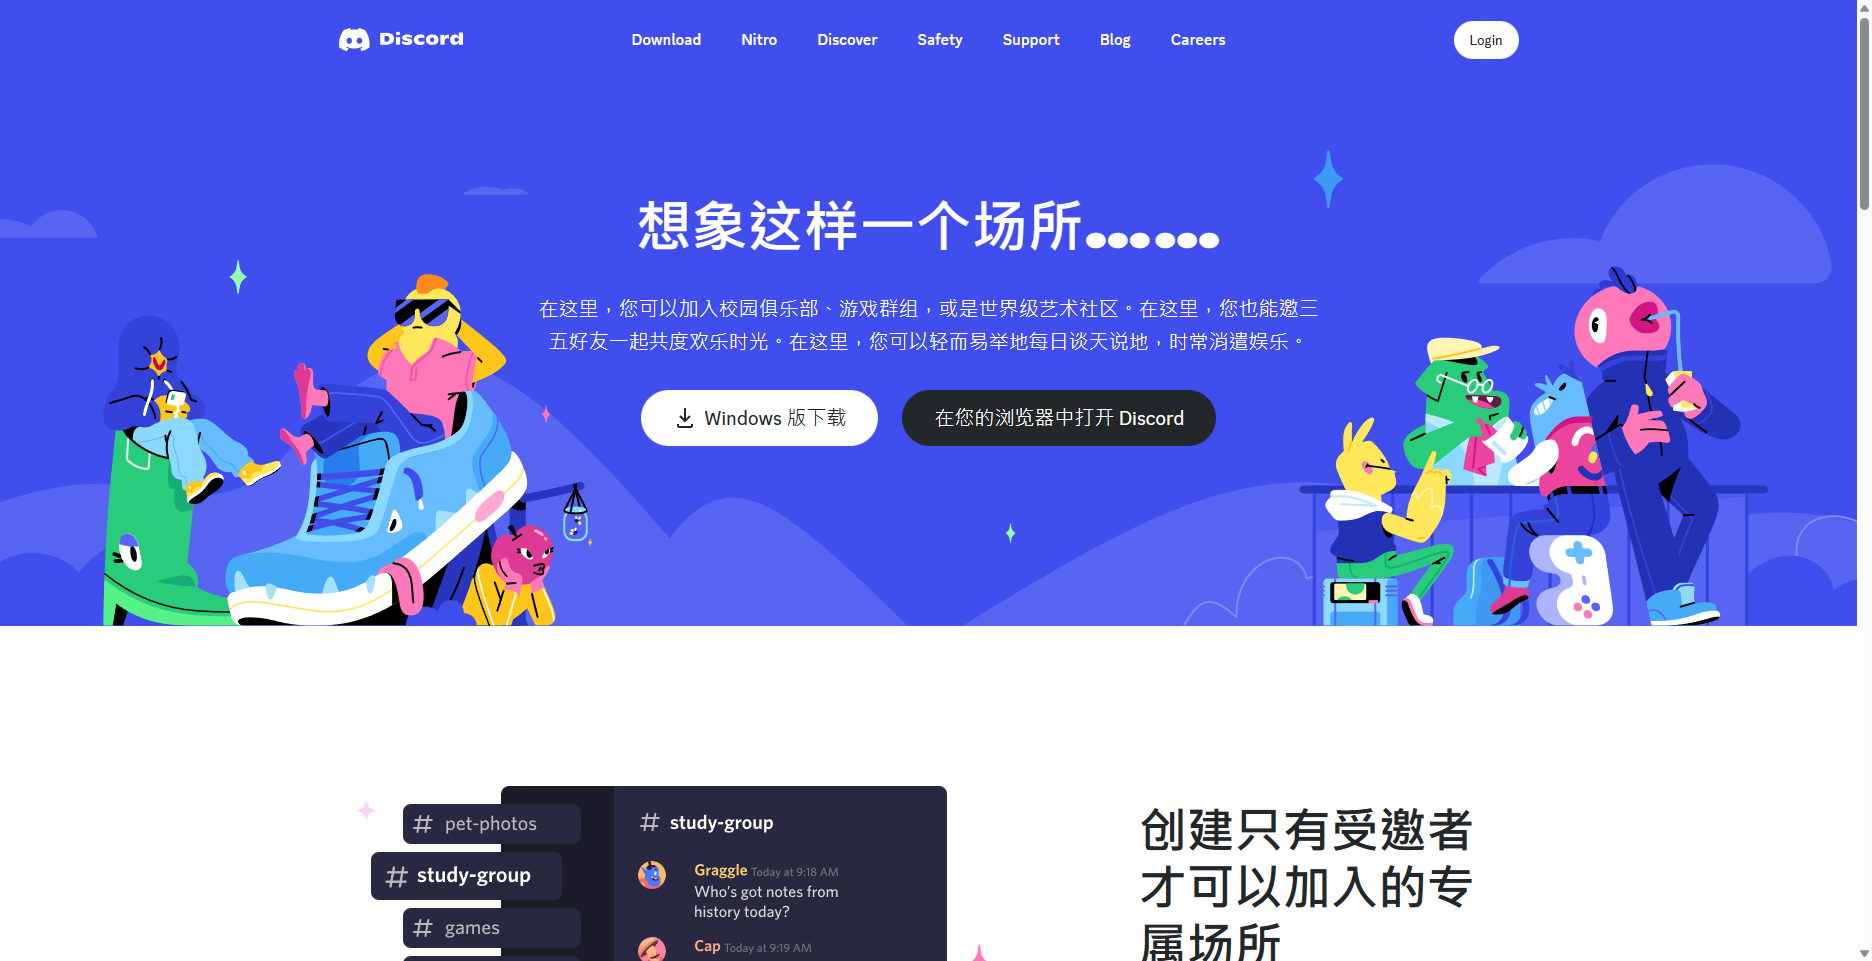 Discord
Download
Nitro
Discover
Safety
Support
Blog
Careers
Login
想象这样一个场所……
在这里，您可以加入校园俱乐部、游戏群组，或是世界级艺术社区。在这里，您也能邀三
五好友一起共度欢乐时光。在这里，您可以轻而易举地每日谈天说地，时常消遣娱乐。
Windows 版下载
在您的浏览器中打开 Discord
# pet-photos
# study-group
# games
# study-group
Graggle Today at 9:18 AM
Who's got notes from
history today?
Cap Today at 9:19 AM
创建只有受邀者
才可以加入的专
属场所